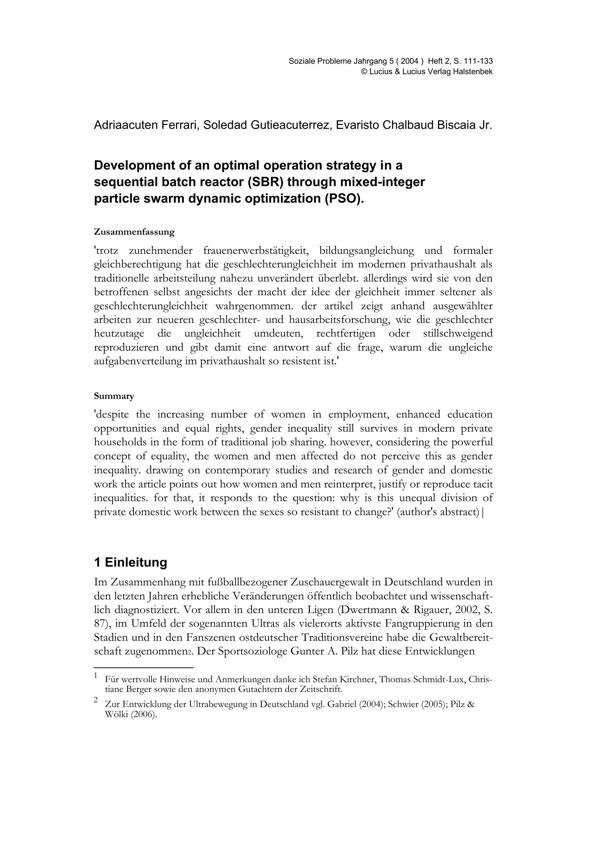 Soziale Probleme Jahrgang 5 ( 2004 ) Heft 2, S. 111-133
© Lucius & Lucius Verlag Halstenbek
Adriaacuten Ferrari, Soledad Gutieacuterrez, Evaristo Chalbaud Biscaia Jr.
Development of an optimal operation strategy in a
sequential batch reactor (SBR) through mixed-integer
particle swarm dynamic optimization (PSO).
Zusammenfassung
'trotz zunehmender frauenerwerbstätigkeit, bildungsangleichung und formaler
gleichberechtigung hat die geschlechterungleichheit im modernen privathaushalt als
traditionelle arbeitsteilung nahezu unverändert überlebt. allerdings wird sie von den
betroffenen selbst angesichts der macht der idee der gleichheit immer seltener als
geschlechterungleichheit wahrgenommen. der artikel zeigt anhand ausgewählter
arbeiten zur neueren geschlechter- und hausarbeitsforschung, wie die geschlechter
heutzutage die ungleichheit umdeuten, rechtfertigen oder stillschweigend
reproduzieren und gibt damit eine antwort auf die frage, warum die ungleiche
aufgabenverteilung im privathaushalt so resistent ist.'
Summary
'despite the increasing number of women in employment, enhanced education
opportunities and equal rights, gender inequality still survives in modern private
households in the form of traditional job sharing. however, considering the powerful
concept of equality, the women and men affected do not perceive this as gender
inequality. drawing on contemporary studies and research of gender and domestic
work the article points out how women and men reinterpret, justify or reproduce tacit
inequalities. for that, it responds to the question: why is this unequal division of
private domestic work between the sexes so resistant to change?' (author's abstract)|
1 Einleitung
Im Zusammenhang mit fußballbezogener Zuschauergewalt in Deutschland wurden in
den letzten Jahren erhebliche Veränderungen öffentlich beobachtet und wissenschaft-
lich diagnostiziert. Vor allem in den unteren Ligen (Dwertmann & Rigauer, 2002, S.
87), im Umfeld der sogenannten Ultras als vielerorts aktivste Fangruppierung in den
Stadien und in den Fanszenen ostdeutscher Traditionsvereine habe die Gewaltbereit-
schaft zugenommen2. Der Sportsoziologe Gunter A. Pilz hat diese Entwicklungen
1 Für wertvolle Hinweise und Anmerkungen danke ich Stefan Kirchner, Thomas Schmidt-Lux, Chris-
tiane Berger sowie den anonymen Gutachtern der Zeitschrift.
2 Zur Entwicklung der Ultrabewegung in Deutschland vgl. Gabriel (2004); Schwier (2005); Pilz &
Wölki (2006).